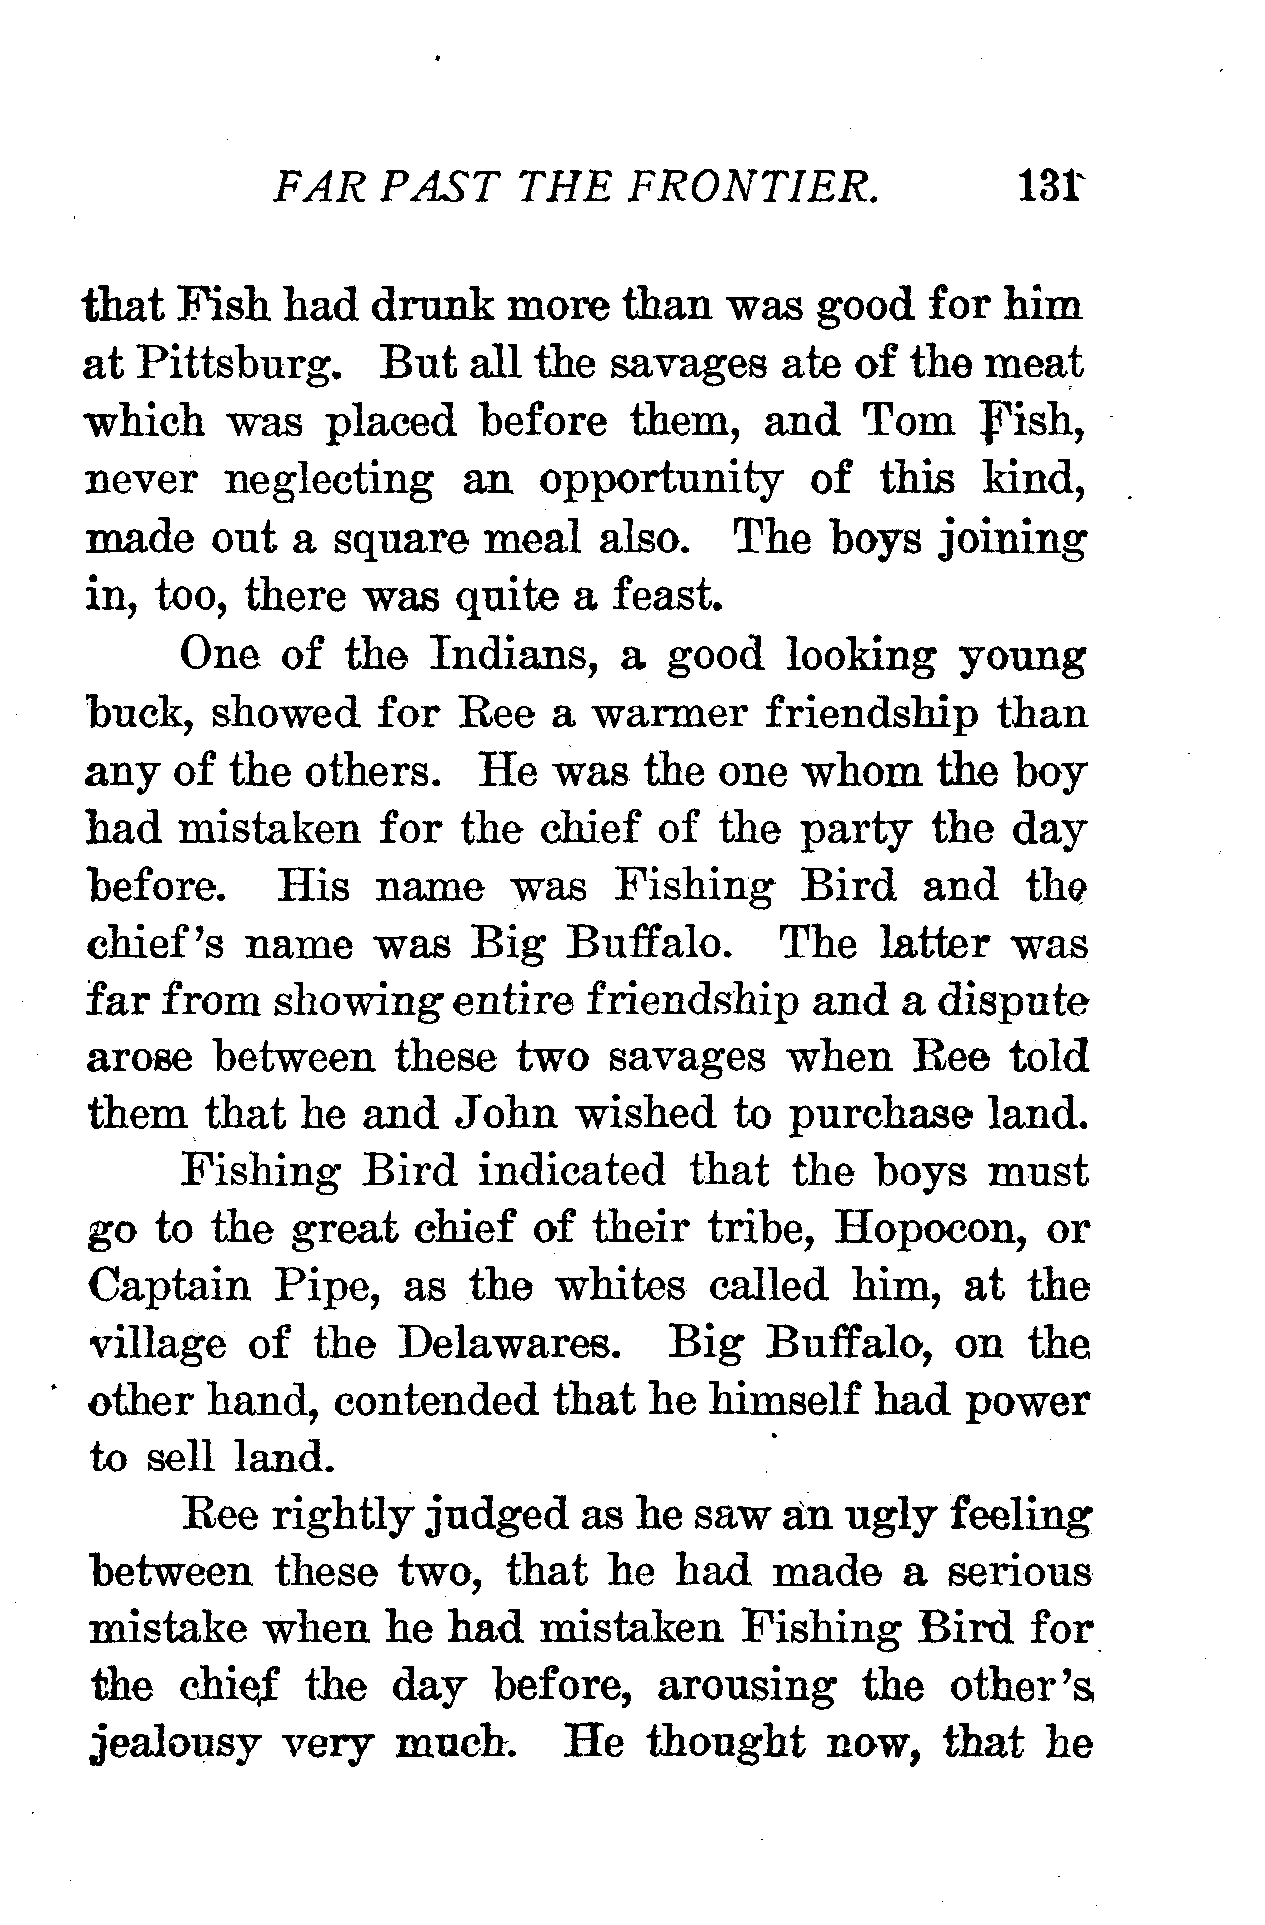 FAR PAST THE FRONTIER. 131
that Fish had drunk more than was good for him
at Pittsburg. But all the savages ate of the meat
which was placed before them, and Tom Fish,
never neglecting an opportunity of this kind,
made out a square meal also. The boys joining
in, too, there was quite a feast.
One of the Indians, a good looking young
buck, showed for Ree a warmer friendship than
any of the others. He was the one whom the boy
had mistaken for the chief of the party the day
before. His name was Fishing Bird and the
chief's name was Big Buffalo. The latter was
far from showing entire friendship and a dispute
arose between these two savages when Ree told
them that he and John wished to purchase land.
Fishing Bird indicated that the boys must
go to the great chief of their tribe, Hopocon, or
Captain Pipe, as the whites called him, at the
village of the Delawares. Big Buffalo, on the
other hand, contended that he himself had power
to sell land.
Ree rightly judged as he saw an ugly feeling
between these two, that he had made a serious
mistake when he had mistaken Fishing Bird for
the chief the day before, arousing the other's
jealousy very much. He thought now, that he